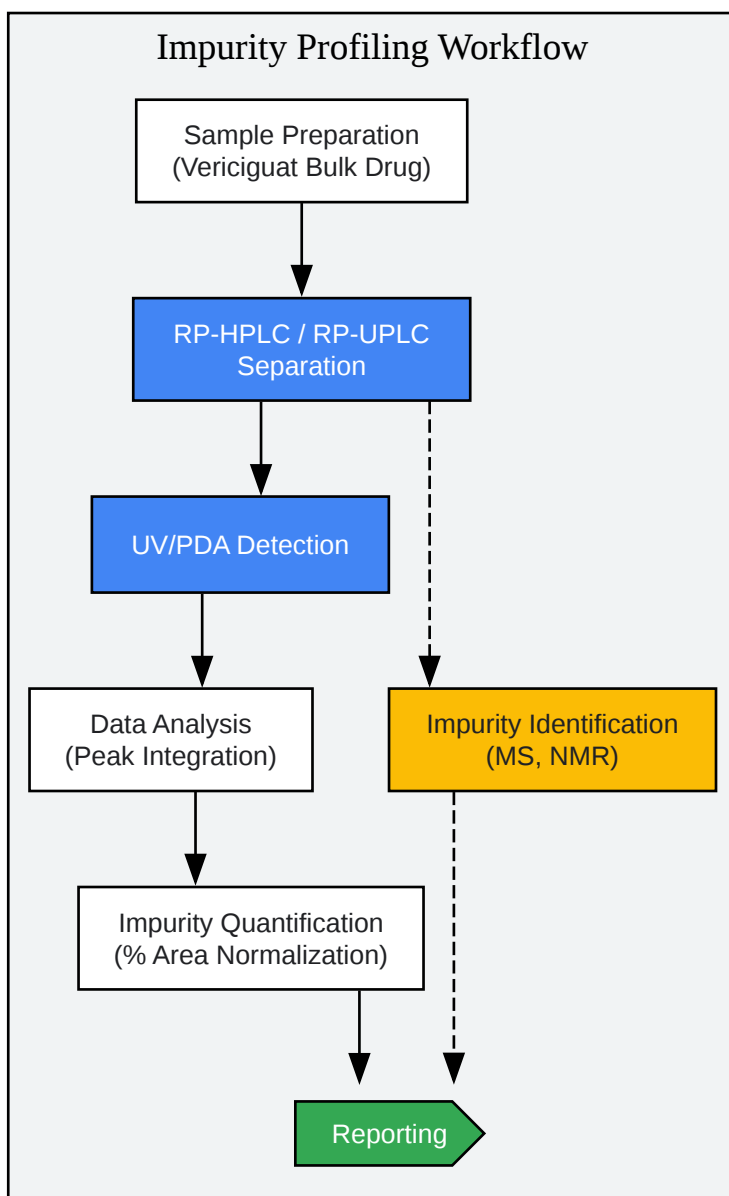 Impurity Profiling Workflow
Sample Preparation
(Vericiguat Bulk Drug)
RP-HPLC / RP-UPLC
Separation
UV/PDA Detection
Data Analysis
(Peak Integration)
Impurity Identification
(MS, NMR)
Impurity Quantification
(% Area Normalization)
Reporting